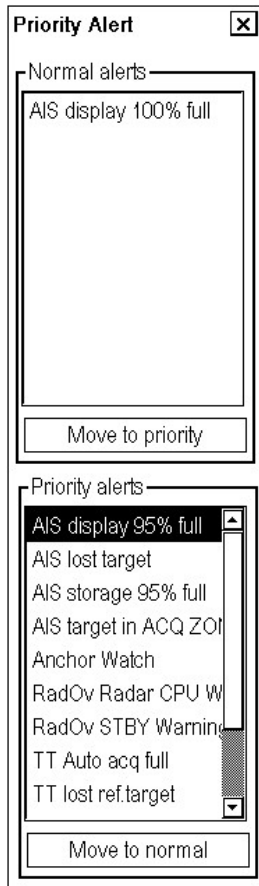 Priority Alert
Normal alerts
AIS display 100% full
Move to priority
Priority alerts
AIS display 95% full
AIS lost target
AIS storage 95% full
AIS target in ACQ
Anchor Watch
RadOv Radar CPU W
RadOv STBY Warning
TT Auto acq full
TT lost ref.target
Move to normal